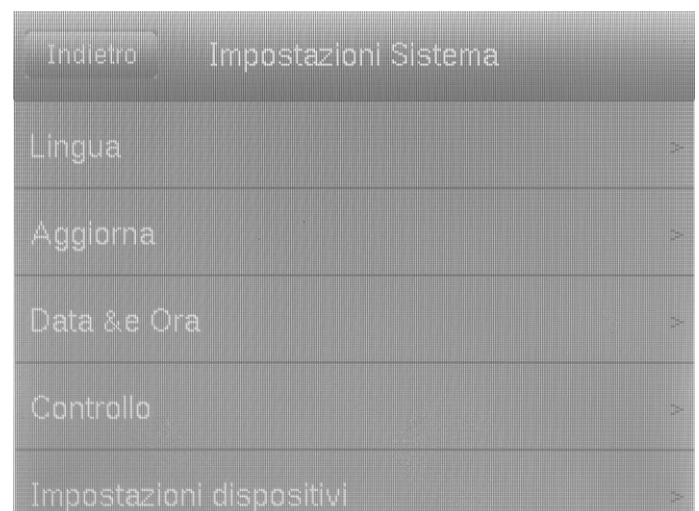 Indietro Impostazioni Sistema
Lingua >
Aggiorna >
Data &e Ora >
Controllo >
Impostazioni dispositivi >